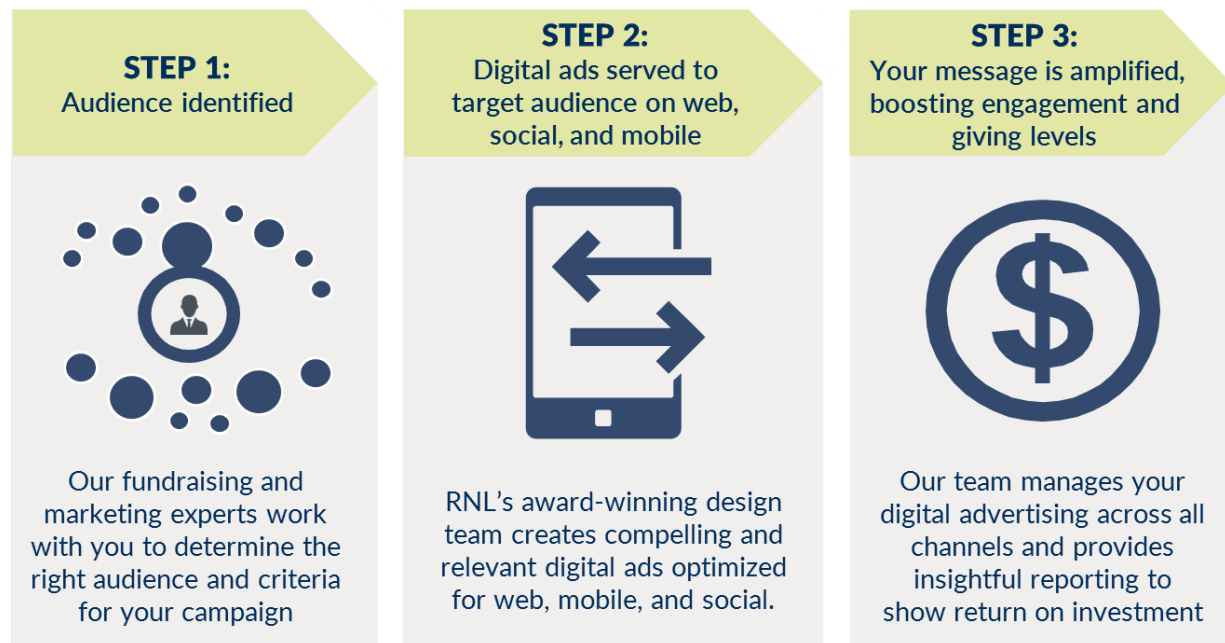 STEP 1:
Audience identified
Our fundraising and
marketing experts work
with you to determine the
right audience and criteria
for your campaign
STEP 2:
Digital ads served to
target audience on web,
social, and mobile
RNL’s award-winning design
team creates compelling and
relevant digital ads optimized
for web, mobile, and social.
STEP 3:
Your message is amplified,
boosting engagement and
giving levels
$
Our team manages your
digital advertising across all
channels and provides
insightful reporting to
show return on investment